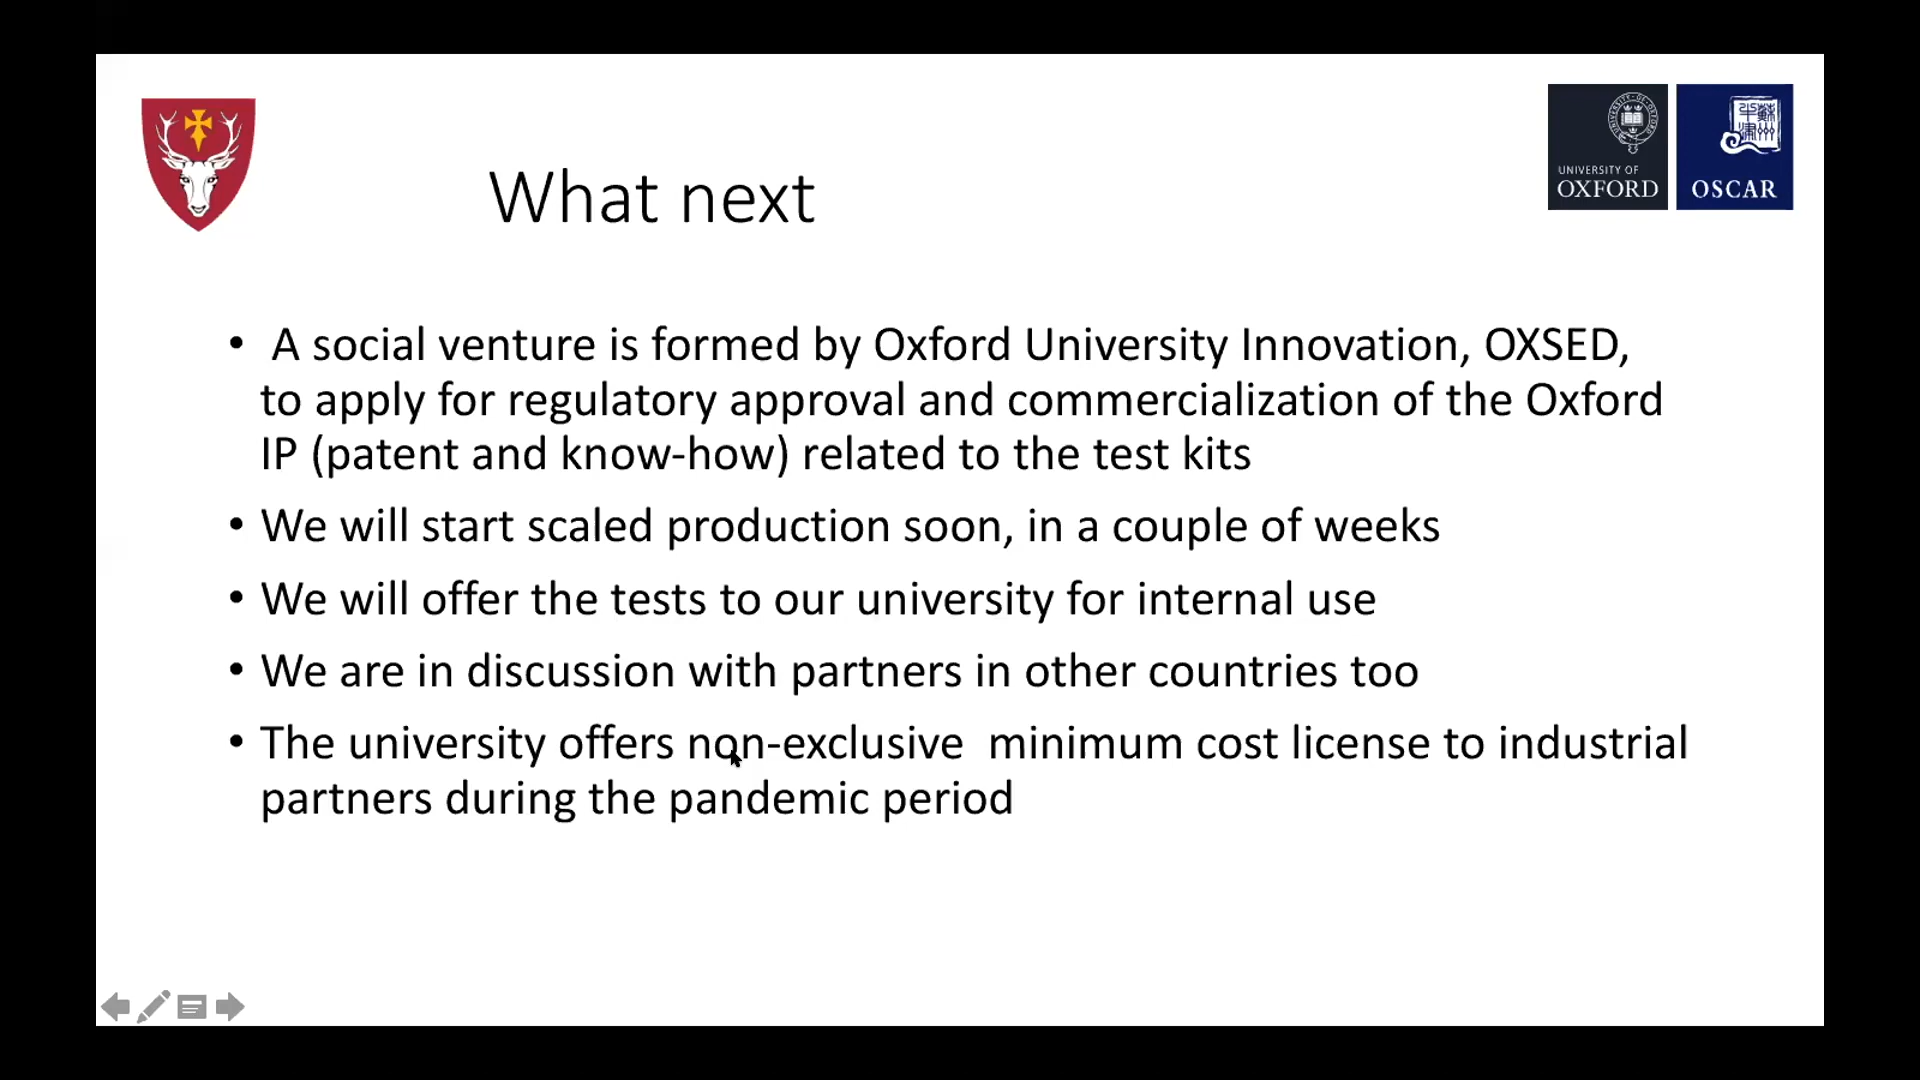 What next
UNIVERSITY OF
OXFORD
OSCAR
• A social venture is formed by Oxford University Innovation, OXSED,
to apply for regulatory approval and commercialization of the Oxford
IP (patent and know-how) related to the test kits
• We will start scaled production soon, in a couple of weeks
• We will offer the tests to our university for internal use
• We are in discussion with partners in other countries too
• The university offers non-exclusive  minimum cost license to industrial
partners during the pandemic period